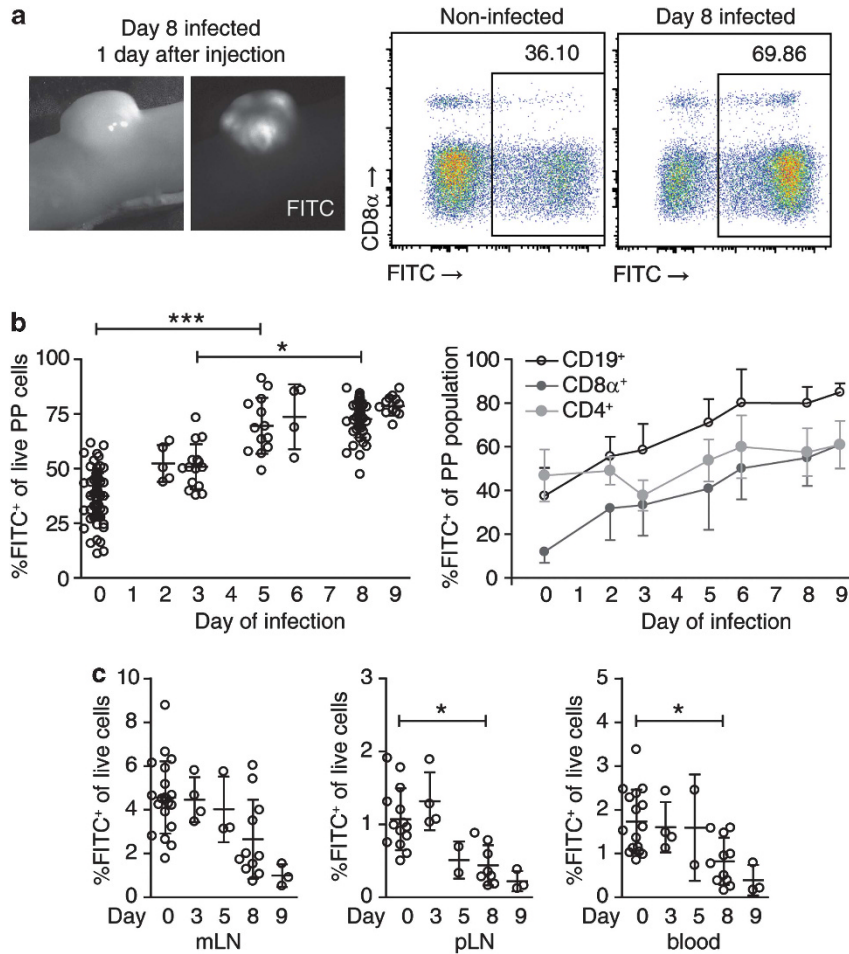 a
Day 8 infected
1 day after injection
FITC
Non-infected
Day 8 infected
36.10
69.86
CD8α →
FITC →
FITC →
b
***
*
%FITC⁺ of live PP cells
100
75
50
25
0
0 1 2 3 4 5 6 7 8 9
Day of infection
CD19⁺
CD8α⁺
CD4⁺
%FITC⁺ of PP population
100
80
60
40
20
0
0 1 2 3 4 5 6 7 8 9
Day of infection
c
%FITC⁺ of live cells
10
8
6
4
2
0
Day 0 3 5 8 9
mLN
*
%FITC⁺ of live cells
3
2
1
0
Day 0 3 5 8 9
pLN
*
%FITC⁺ of live cells
5
4
3
2
1
0
Day 0 3 5 8 9
blood